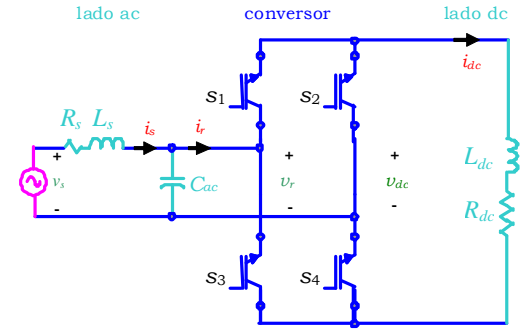 lado ac conversor lado dc
i_dc
S1 S2
R_s L_s i_s i_r
+ + +
v_s C_ac v_r v_dc L_dc
R_dc
- - -
S3 S4